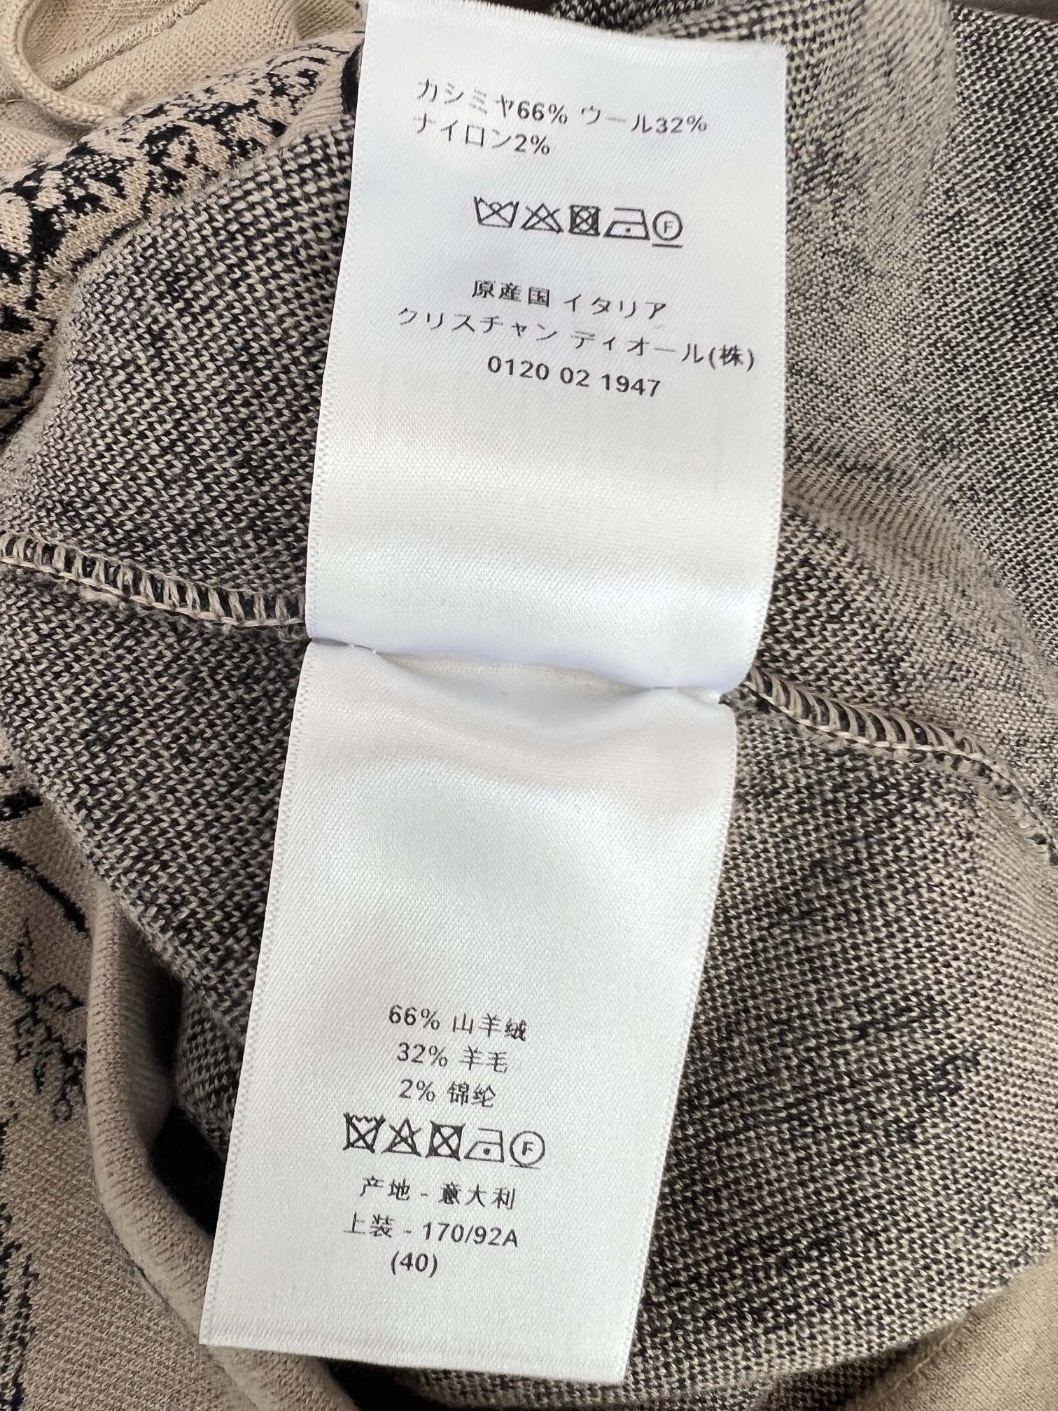 カシミヤ66% ウール32%
ナイロン2%
F
原産国 イタリア
クリスチャン ディオール(株)
0120 02 1947
66% 山羊绒
32% 羊毛
2% 锦纶
F
产地 - 意大利
上装 - 170/92A
(40)